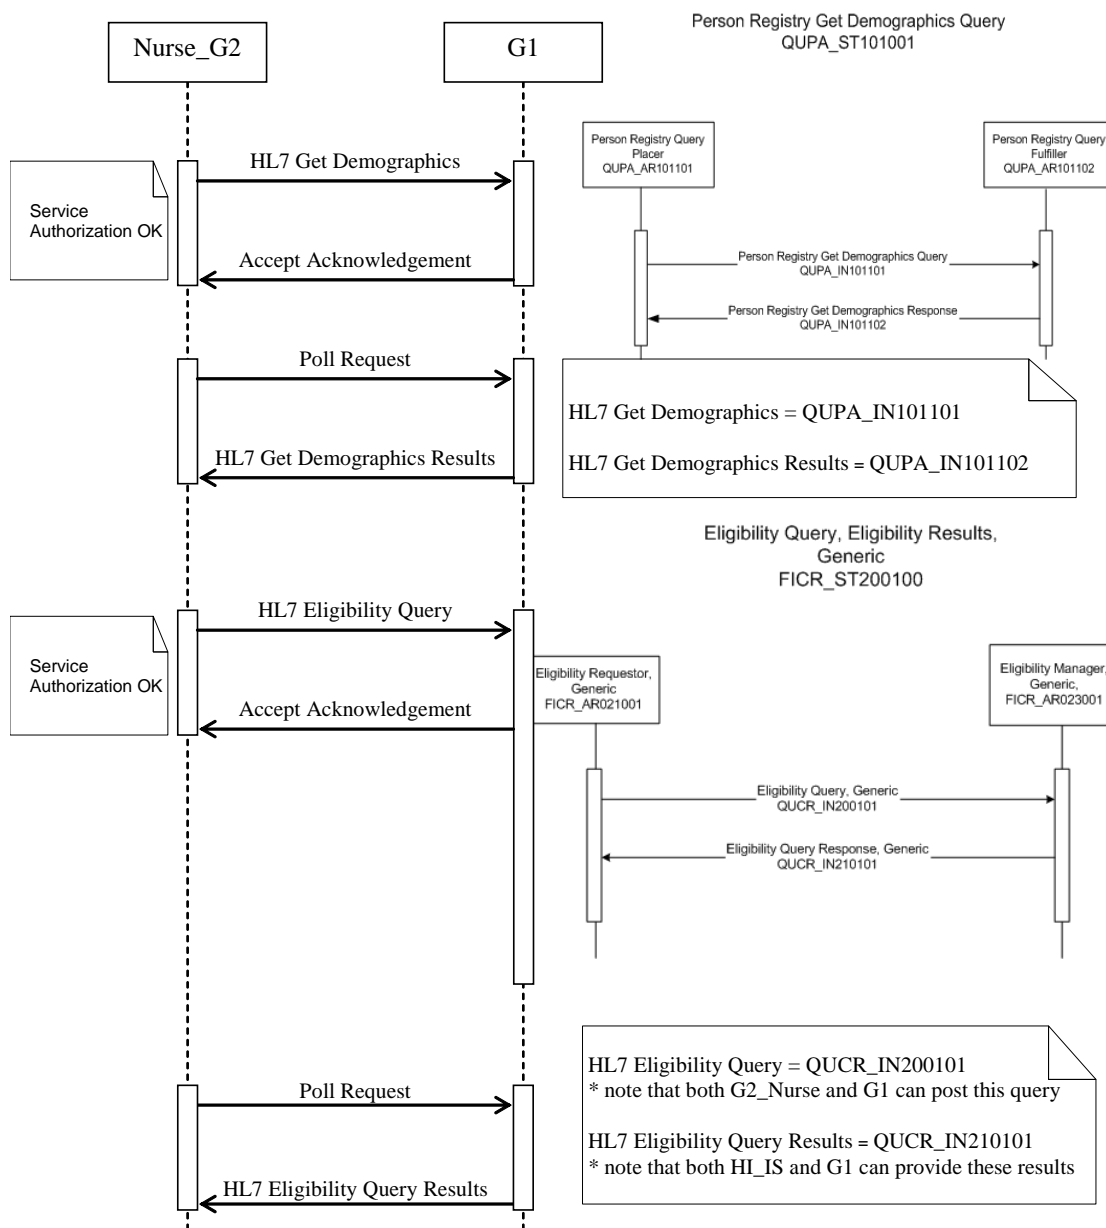 Nurse_G2
G1
Person Registry Get Demographics Query
QUPA_ST101001
Person Registry Query
Placer
QUPA_AR101101
Person Registry Query
Fulfiller
QUPA_AR101102
HL7 Get Demographics
Service
Authorization OK
Accept Acknowledgement
Person Registry Get Demographics Query
QUPA_IN101101
Person Registry Get Demographics Response
QUPA_IN101102
Poll Request
HL7 Get Demographics Results
HL7 Get Demographics = QUPA_IN101101
HL7 Get Demographics Results = QUPA_IN101102
Eligibility Query, Eligibility Results,
Generic
FICR_ST200100
HL7 Eligibility Query
Service
Authorization OK
Accept Acknowledgement
Eligibility Requestor,
Generic
FICR_AR021001
Eligibility Manager,
Generic,
FICR_AR023001
Eligibility Query, Generic
QUCR_IN200101
Eligibility Query Response, Generic
QUCR_IN210101
Poll Request
HL7 Eligibility Query Results
HL7 Eligibility Query = QUCR_IN200101
* note that both G2_Nurse and G1 can post this query
HL7 Eligibility Query Results = QUCR_IN210101
* note that both HI_IS and G1 can provide these results